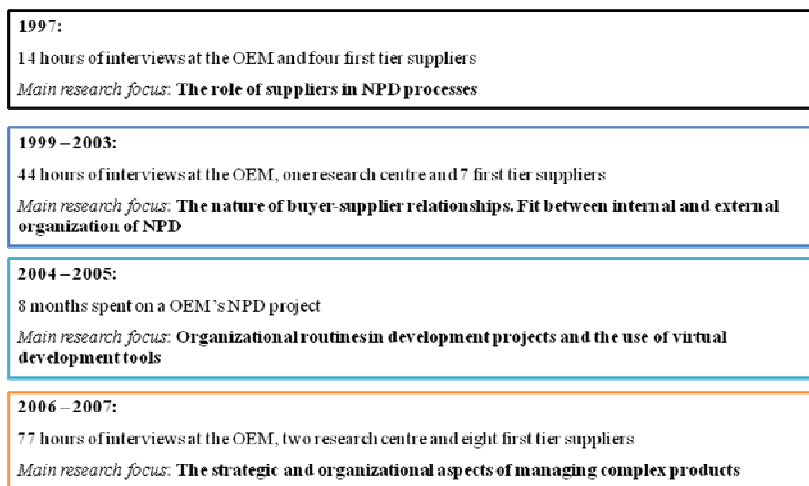 1997:
14 hours of interviews at the OEM and four first tier suppliers
Main research focus: The role of suppliers in NPD processes
1999–2003:
44 hours of interviews at the OEM, one research centre and 7 first tier suppliers
Main research focus: The nature of buyer-supplier relationships. Fit between internal and external
organization of NPD
2004–2005:
8 months spent on a OEM's NPD project
Main research focus: Organizational routines in development projects and the use of virtual
development tools
2006–2007:
77 hours of interviews at the OEM, two research centre and eight first tier suppliers
Main research focus: The strategic and organizational aspects of managing complex products